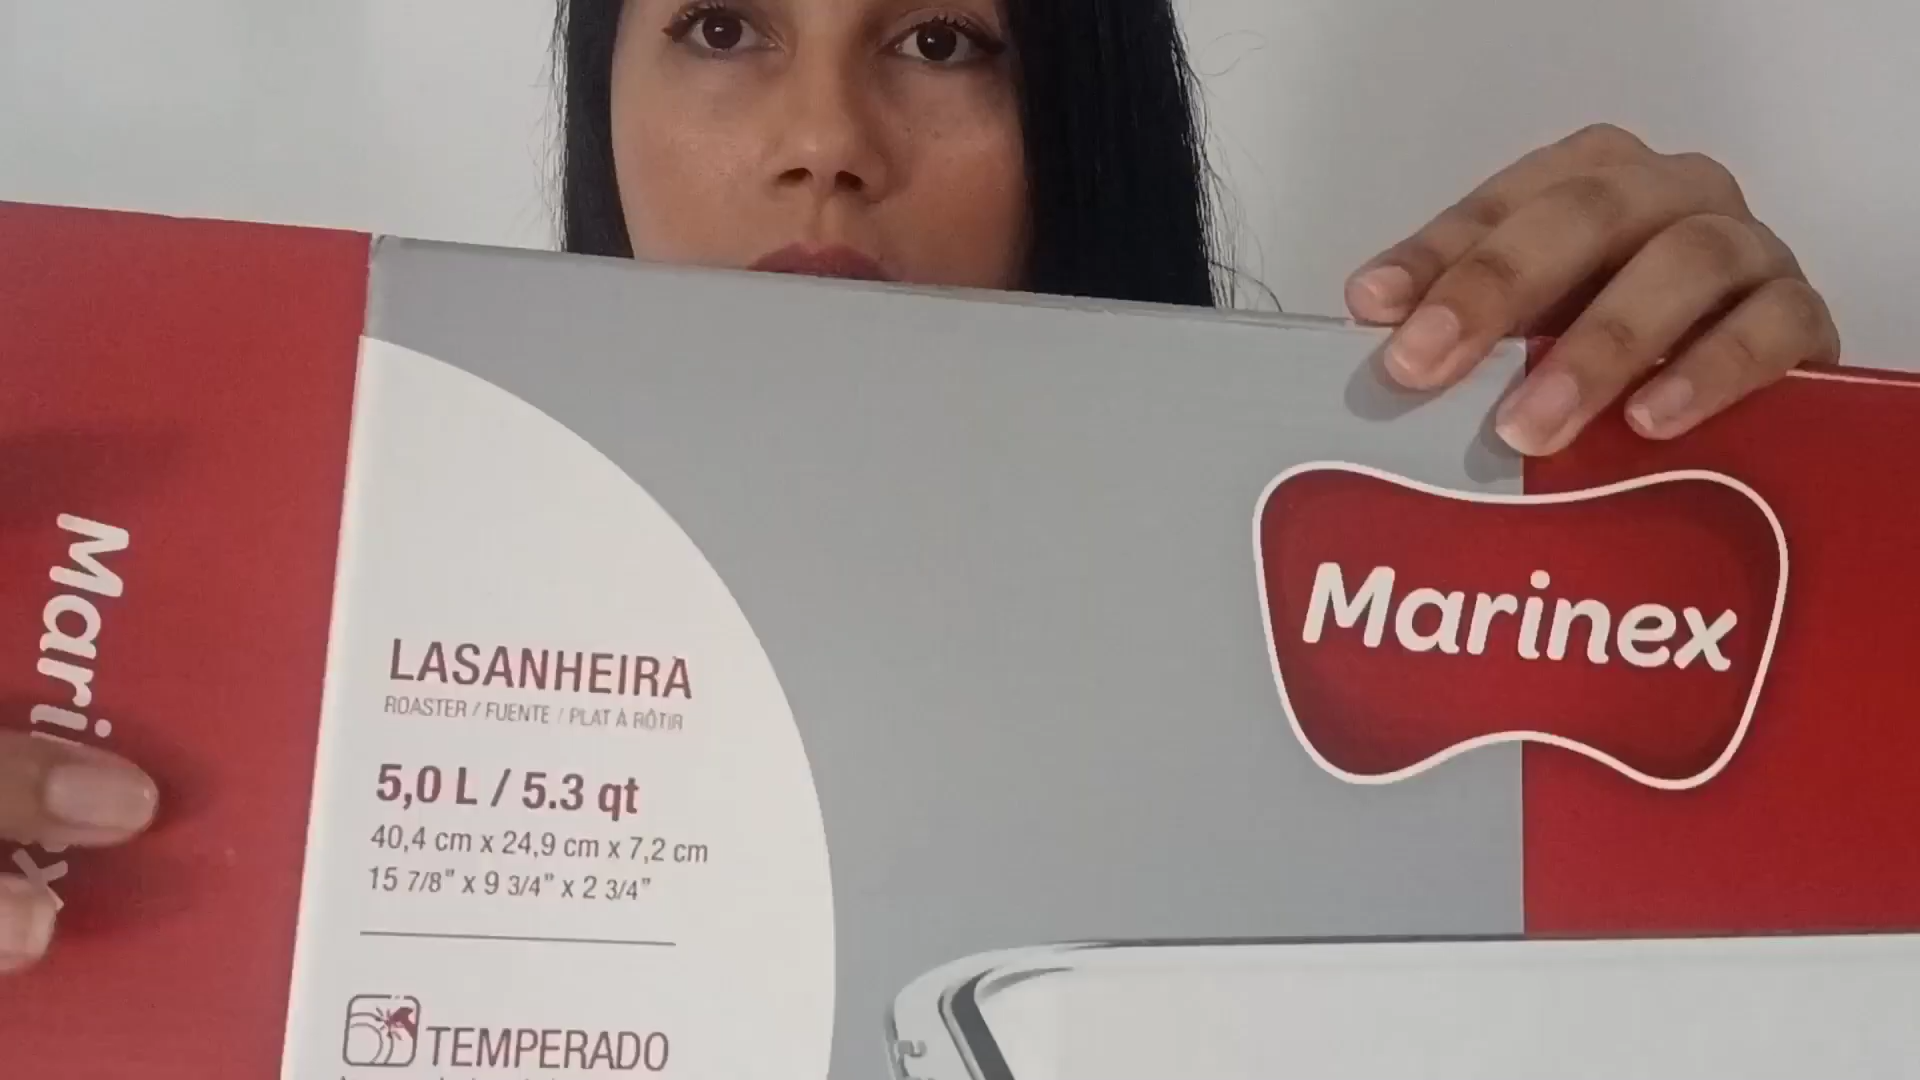 LASANHEIRA
ROASTER / FUENTE / PLAT À RÔTIR
5,0 L / 5.3 qt
40,4 cm x 24,9 cm x 7,2 cm
15 7/8" x 9 3/4" x 2 3/4"
TEMPERADO
Marinex